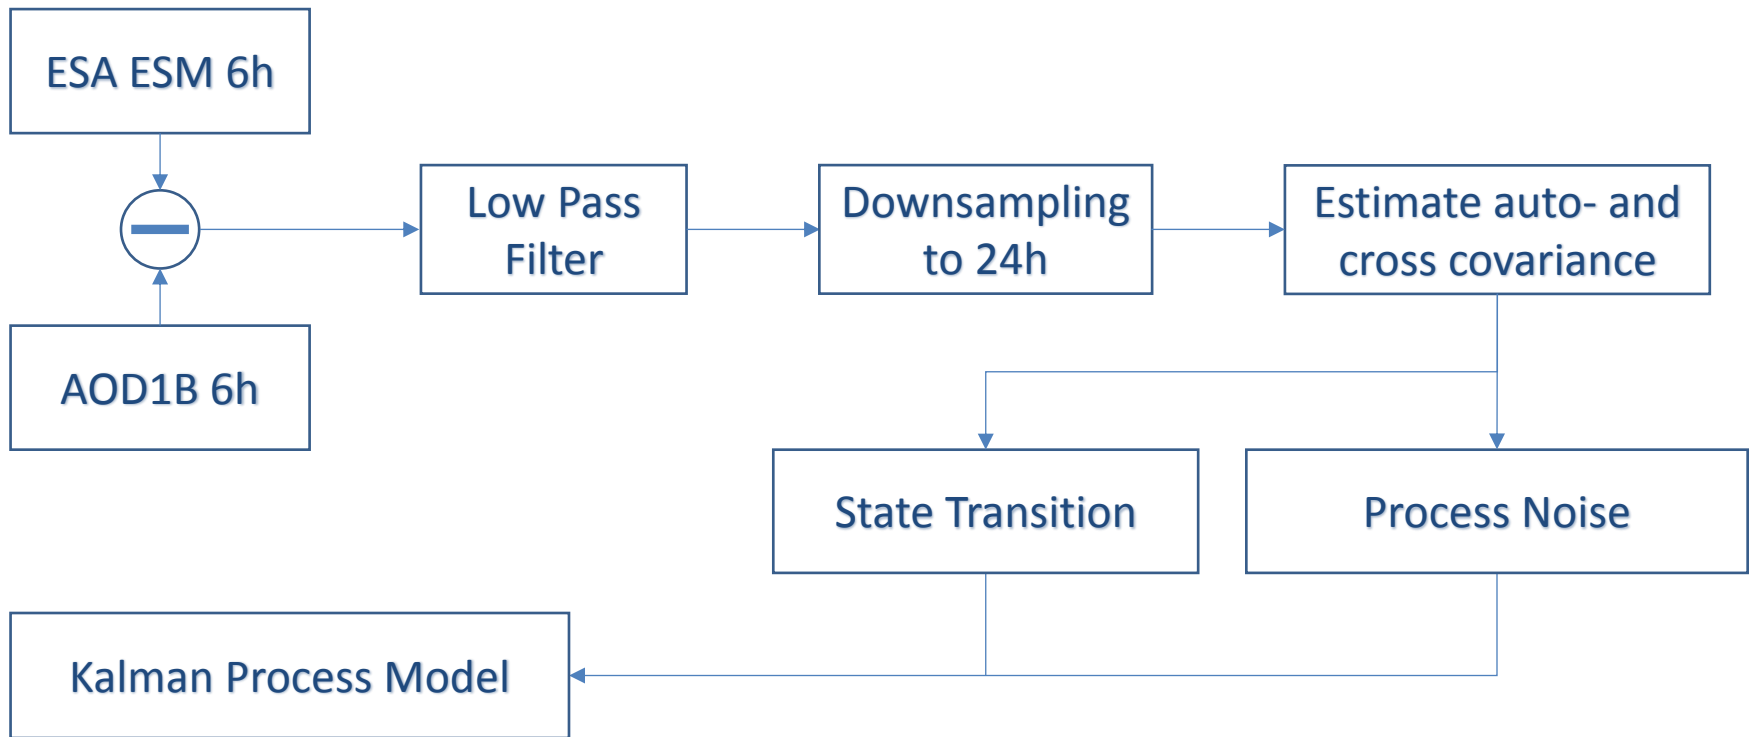 ESA ESM 6h
Low Pass
Filter
Downsampling
to 24h
Estimate auto- and
cross covariance
AOD1B 6h
State Transition
Process Noise
Kalman Process Model